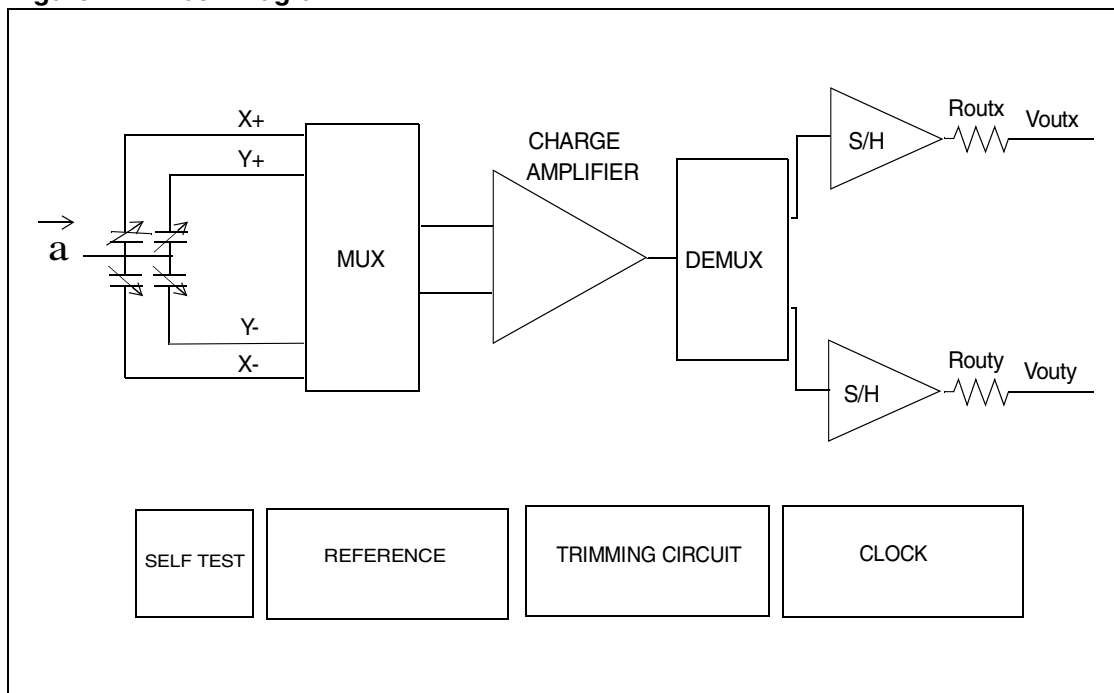 X+
Y+
CHARGE
AMPLIFIER
S/H
Routx
Voutx
a
MUX
DEMUX
Y-
X-
S/H
Routy
Vouty
SELF TEST
REFERENCE
TRIMMING CIRCUIT
CLOCK